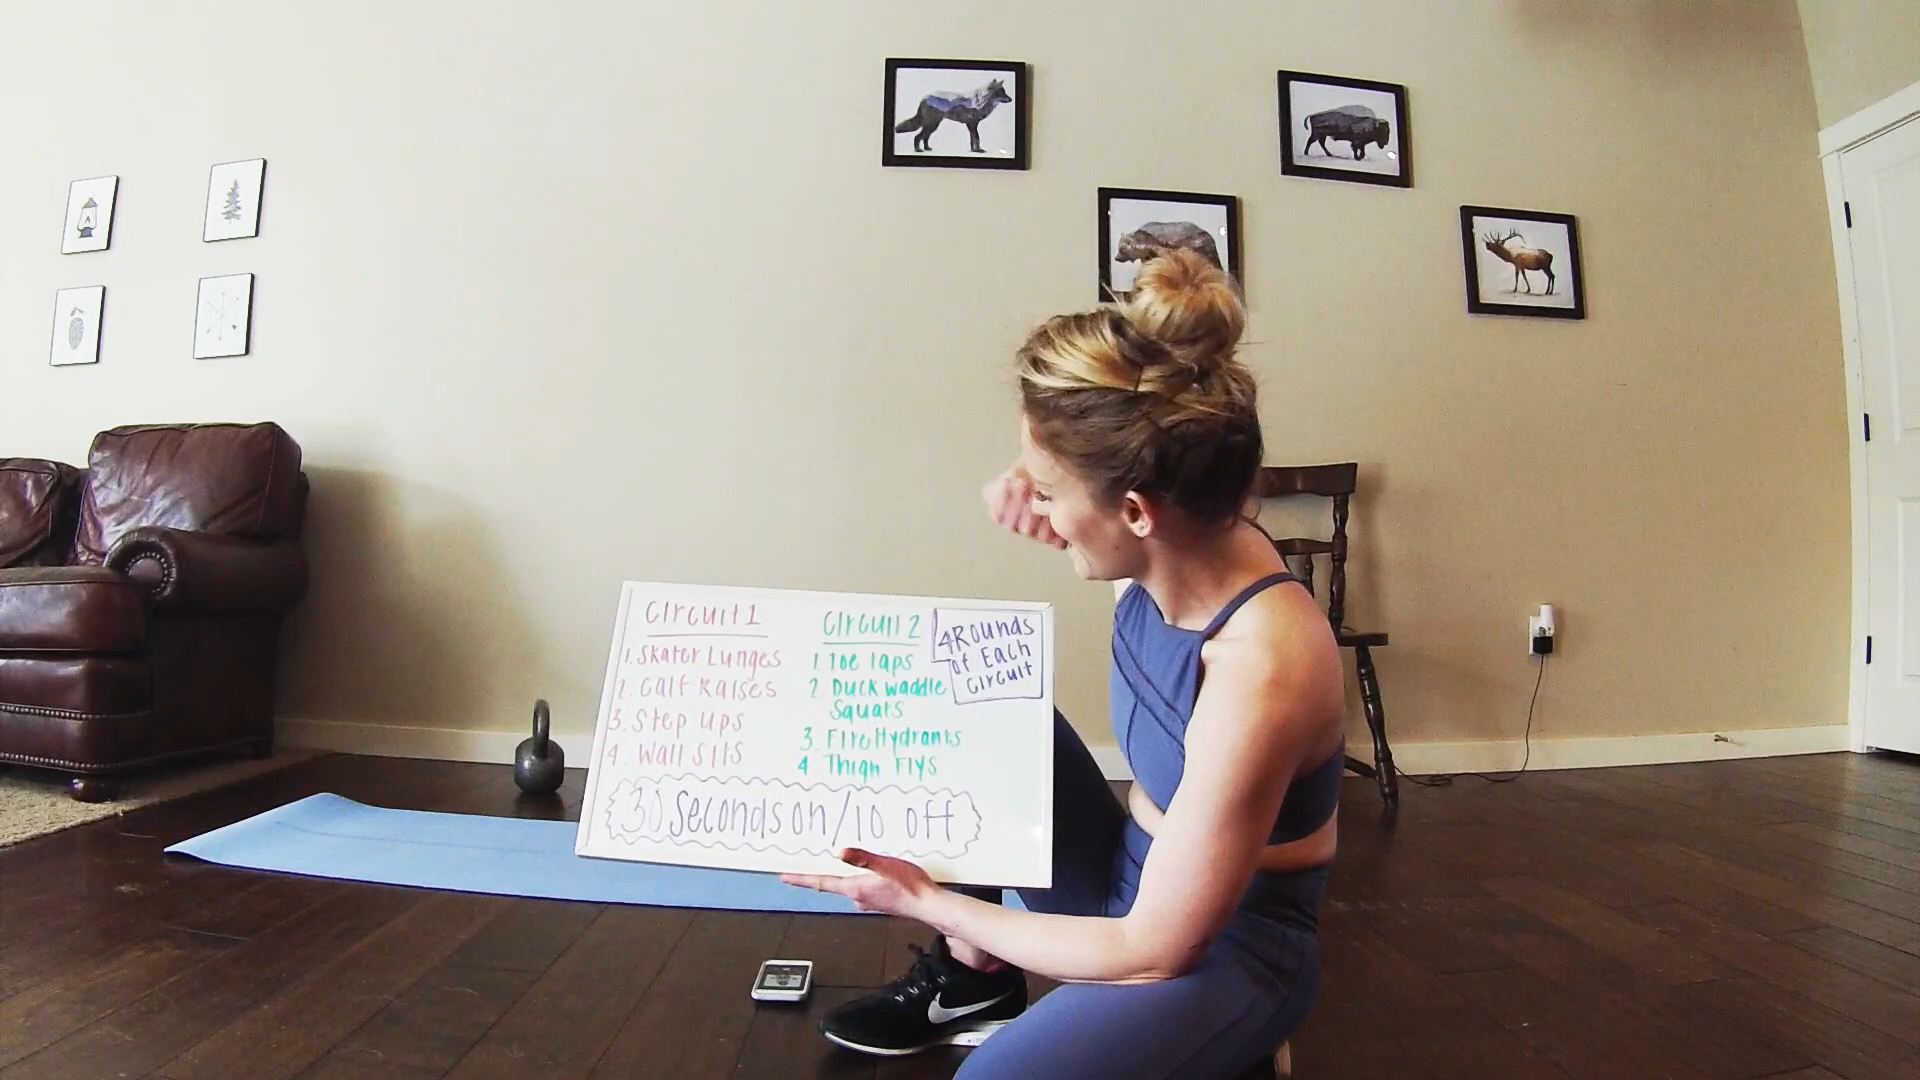 Circuit 1
1. Skater Lunges
2. Calf Raises
3. Step Ups
4. Wall Sits
Circuit 2
1. Toe Taps
2 Duck waddle
Squats
3. Fire Hydrants
4 Thigh Flys
4 Rounds
of Each
Circuit
30 Seconds on / 10 off